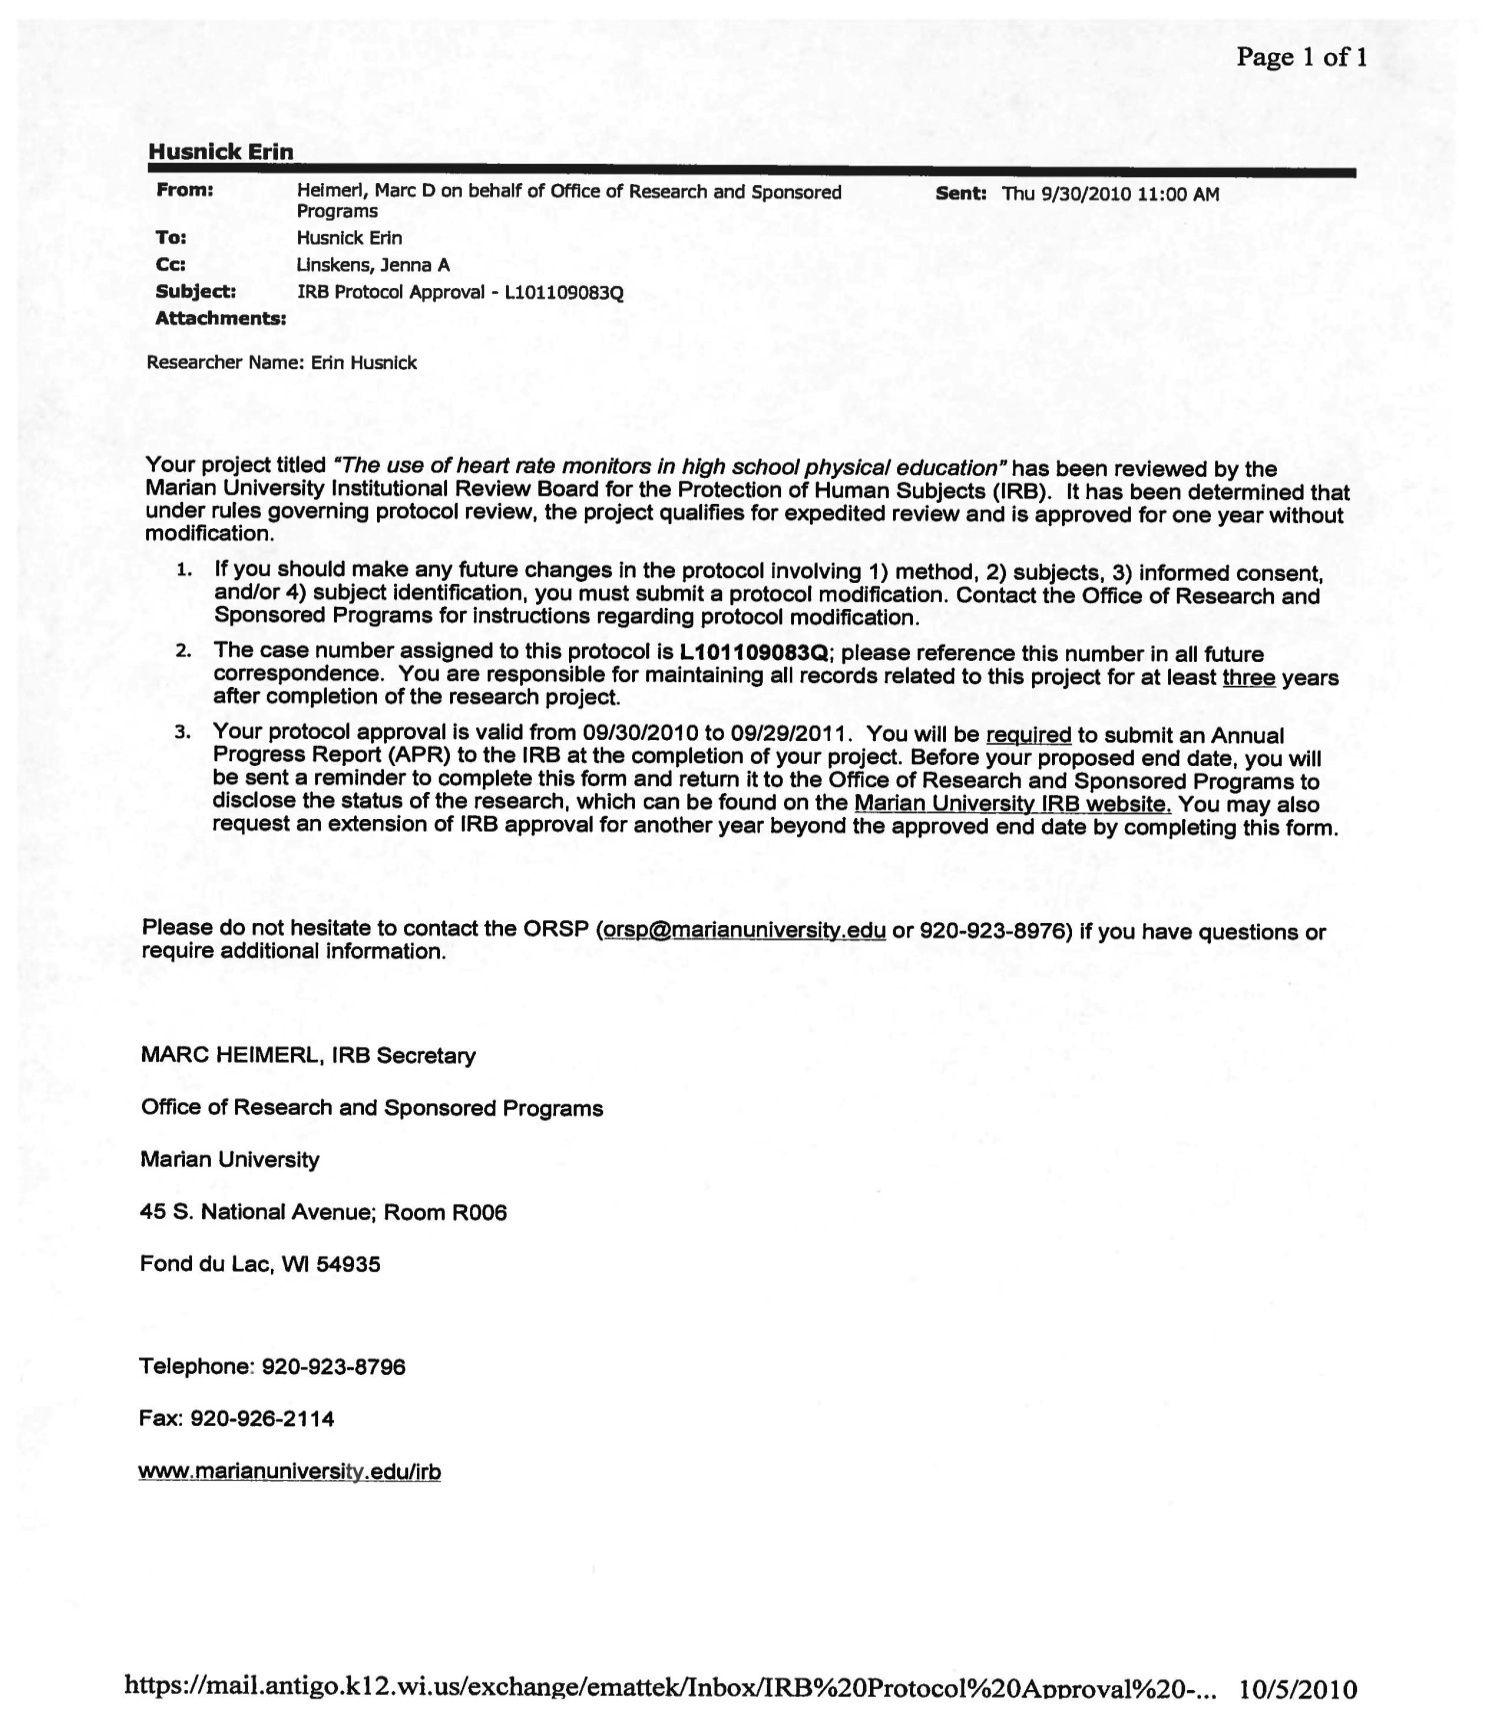 Page 1 of 1
Husnick Erin
From: Heimerl, Marc D on behalf of Office of Research and Sponsored Programs Sent: Thu 9/30/2010 11:00 AM
To: Husnick Erin
Cc: Linskens, Jenna A
Subject: IRB Protocol Approval - L101109083Q
Attachments:
Researcher Name: Erin Husnick
Your project titled "The use of heart rate monitors in high school physical education" has been reviewed by the
Marian University Institutional Review Board for the Protection of Human Subjects (IRB). It has been determined that
under rules governing protocol review, the project qualifies for expedited review and is approved for one year without
modification.
1. If you should make any future changes in the protocol involving 1) method, 2) subjects, 3) informed consent,
and/or 4) subject identification, you must submit a protocol modification. Contact the Office of Research and
Sponsored Programs for instructions regarding protocol modification.
2. The case number assigned to this protocol is L101109083Q; please reference this number in all future
correspondence. You are responsible for maintaining all records related to this project for at least three years
after completion of the research project.
3. Your protocol approval is valid from 09/30/2010 to 09/29/2011. You will be required to submit an Annual
Progress Report (APR) to the IRB at the completion of your project. Before your proposed end date, you will
be sent a reminder to complete this form and return it to the Office of Research and Sponsored Programs to
disclose the status of the research, which can be found on the Marian University IRB website. You may also
request an extension of IRB approval for another year beyond the approved end date by completing this form.
Please do not hesitate to contact the ORSP (orsp@marianuniversity.edu or 920-923-8976) if you have questions or
require additional information.
MARC HEIMERL, IRB Secretary
Office of Research and Sponsored Programs
Marian University
45 S. National Avenue; Room R006
Fond du Lac, WI 54935
Telephone: 920-923-8796
Fax: 920-926-2114
www.marianuniversity.edu/irb
https://mail.antigo.k12.wi.us/exchange/emattek/Inbox/IRB%20Protocol%20Approval%20-... 10/5/2010